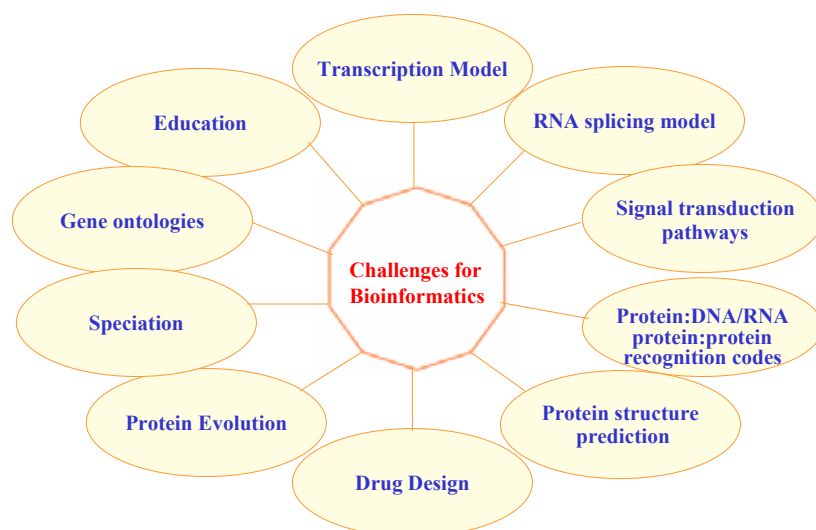 Transcription Model
RNA splicing model
Signal transduction
pathways
Protein:DNA/RNA
protein:protein
recognition codes
Protein structure
prediction
Drug Design
Protein Evolution
Speciation
Gene ontologies
Education
Challenges for
Bioinformatics